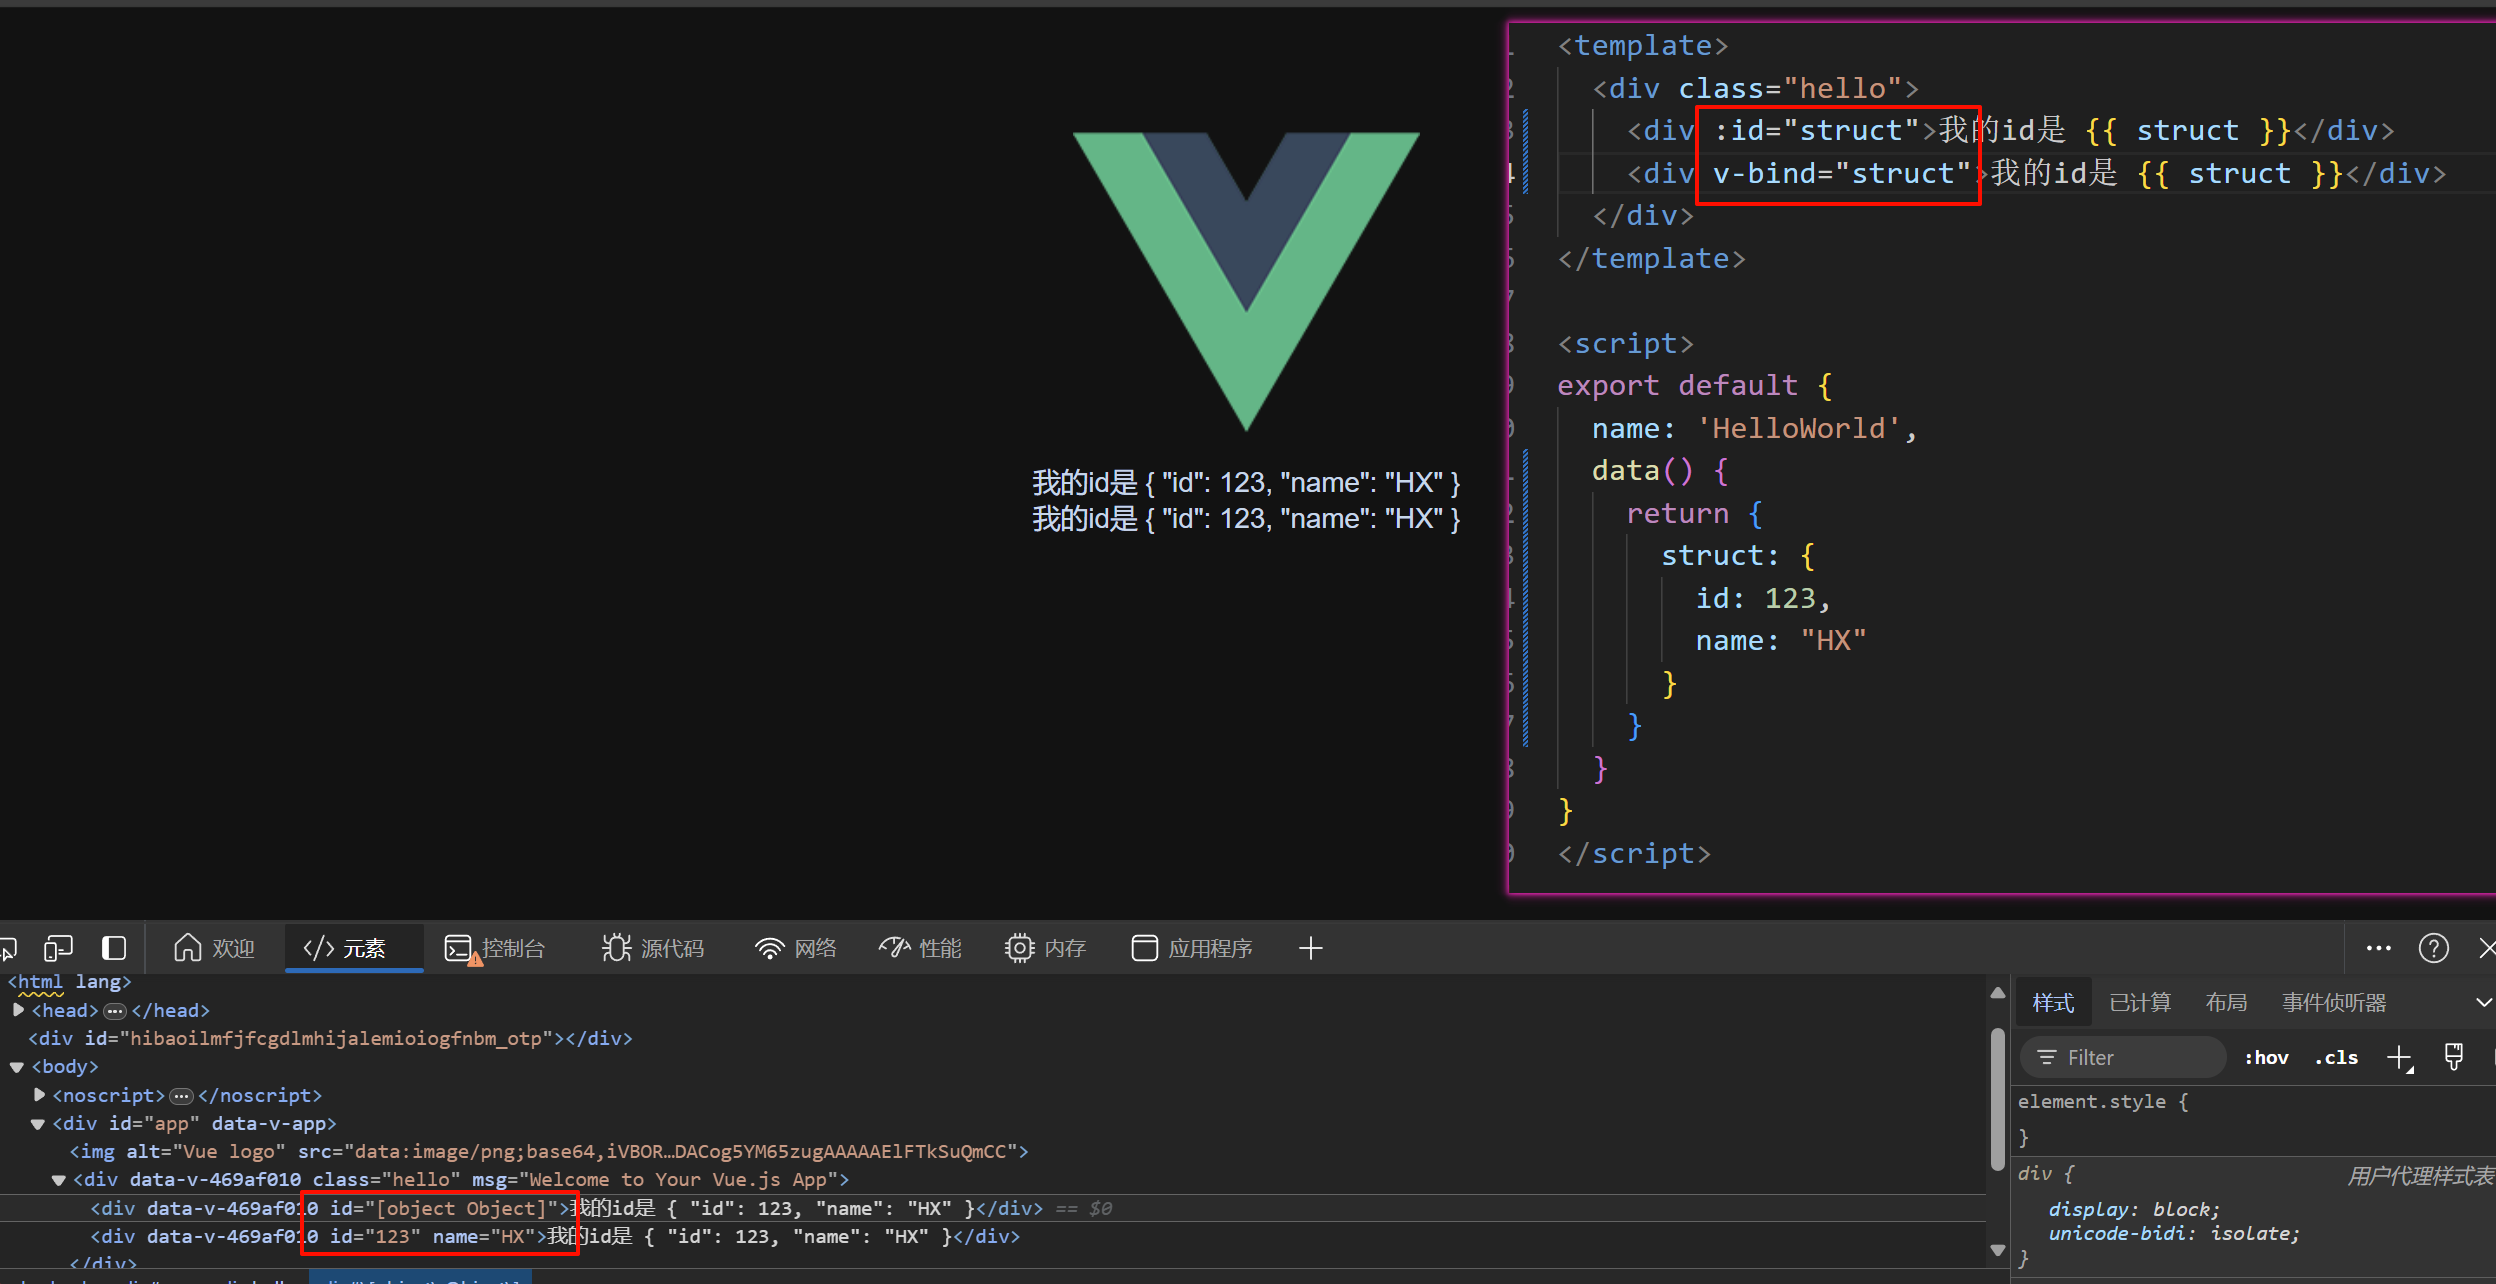 <template>
<div class="hello">
<div :id="struct">我的id是 {{ struct }}</div>
<div v-bind="struct">我的id是 {{ struct }}</div>
</div>
</template>
<script>
export default {
name: 'HelloWorld',
data() {
return {
struct: {
id: 123,
name: "HX"
}
}
}
}
</script>
我的id是 { "id": 123, "name": "HX" }
我的id是 { "id": 123, "name": "HX" }
欢迎 </> 元素 控制台 源代码 网络 性能 内存 应用程序
<html lang>
<head> ... </head>
<div id="hibaoilmfjfcgdlmhijalemioiogfnbm_otp"></div>
<body>
<noscript> ... </noscript>
<div id="app" data-v-app>
<img alt="Vue logo" src="data:image/png;base64,iVBOR…DACog5YM65zugAAAAAElFTkSuQmCC">
<div data-v-469af010 class="hello" msg="Welcome to Your Vue.js App">
<div data-v-469af010 id="[object Object]">我的id是 { "id": 123, "name": "HX" }</div> == $0
<div data-v-469af010 id="123" name="HX">我的id是 { "id": 123, "name": "HX" }</div>
</div>
样式 已计算 布局 事件侦听器
Filter :hov .cls
element.style {
}
div { 用户代理样式表
display: block;
unicode-bidi: isolate;
}